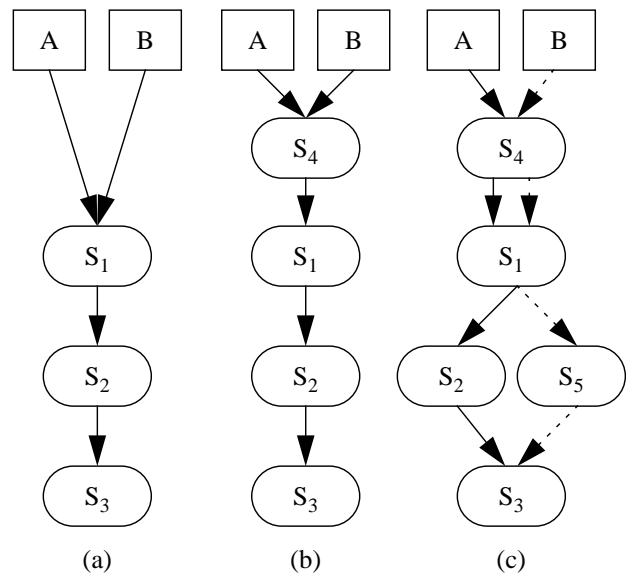 A B A B A B
S₄ S₄
S₁ S₁ S₁
S₂ S₂ S₂ S₅
S₃ S₃ S₃
(a) (b) (c)